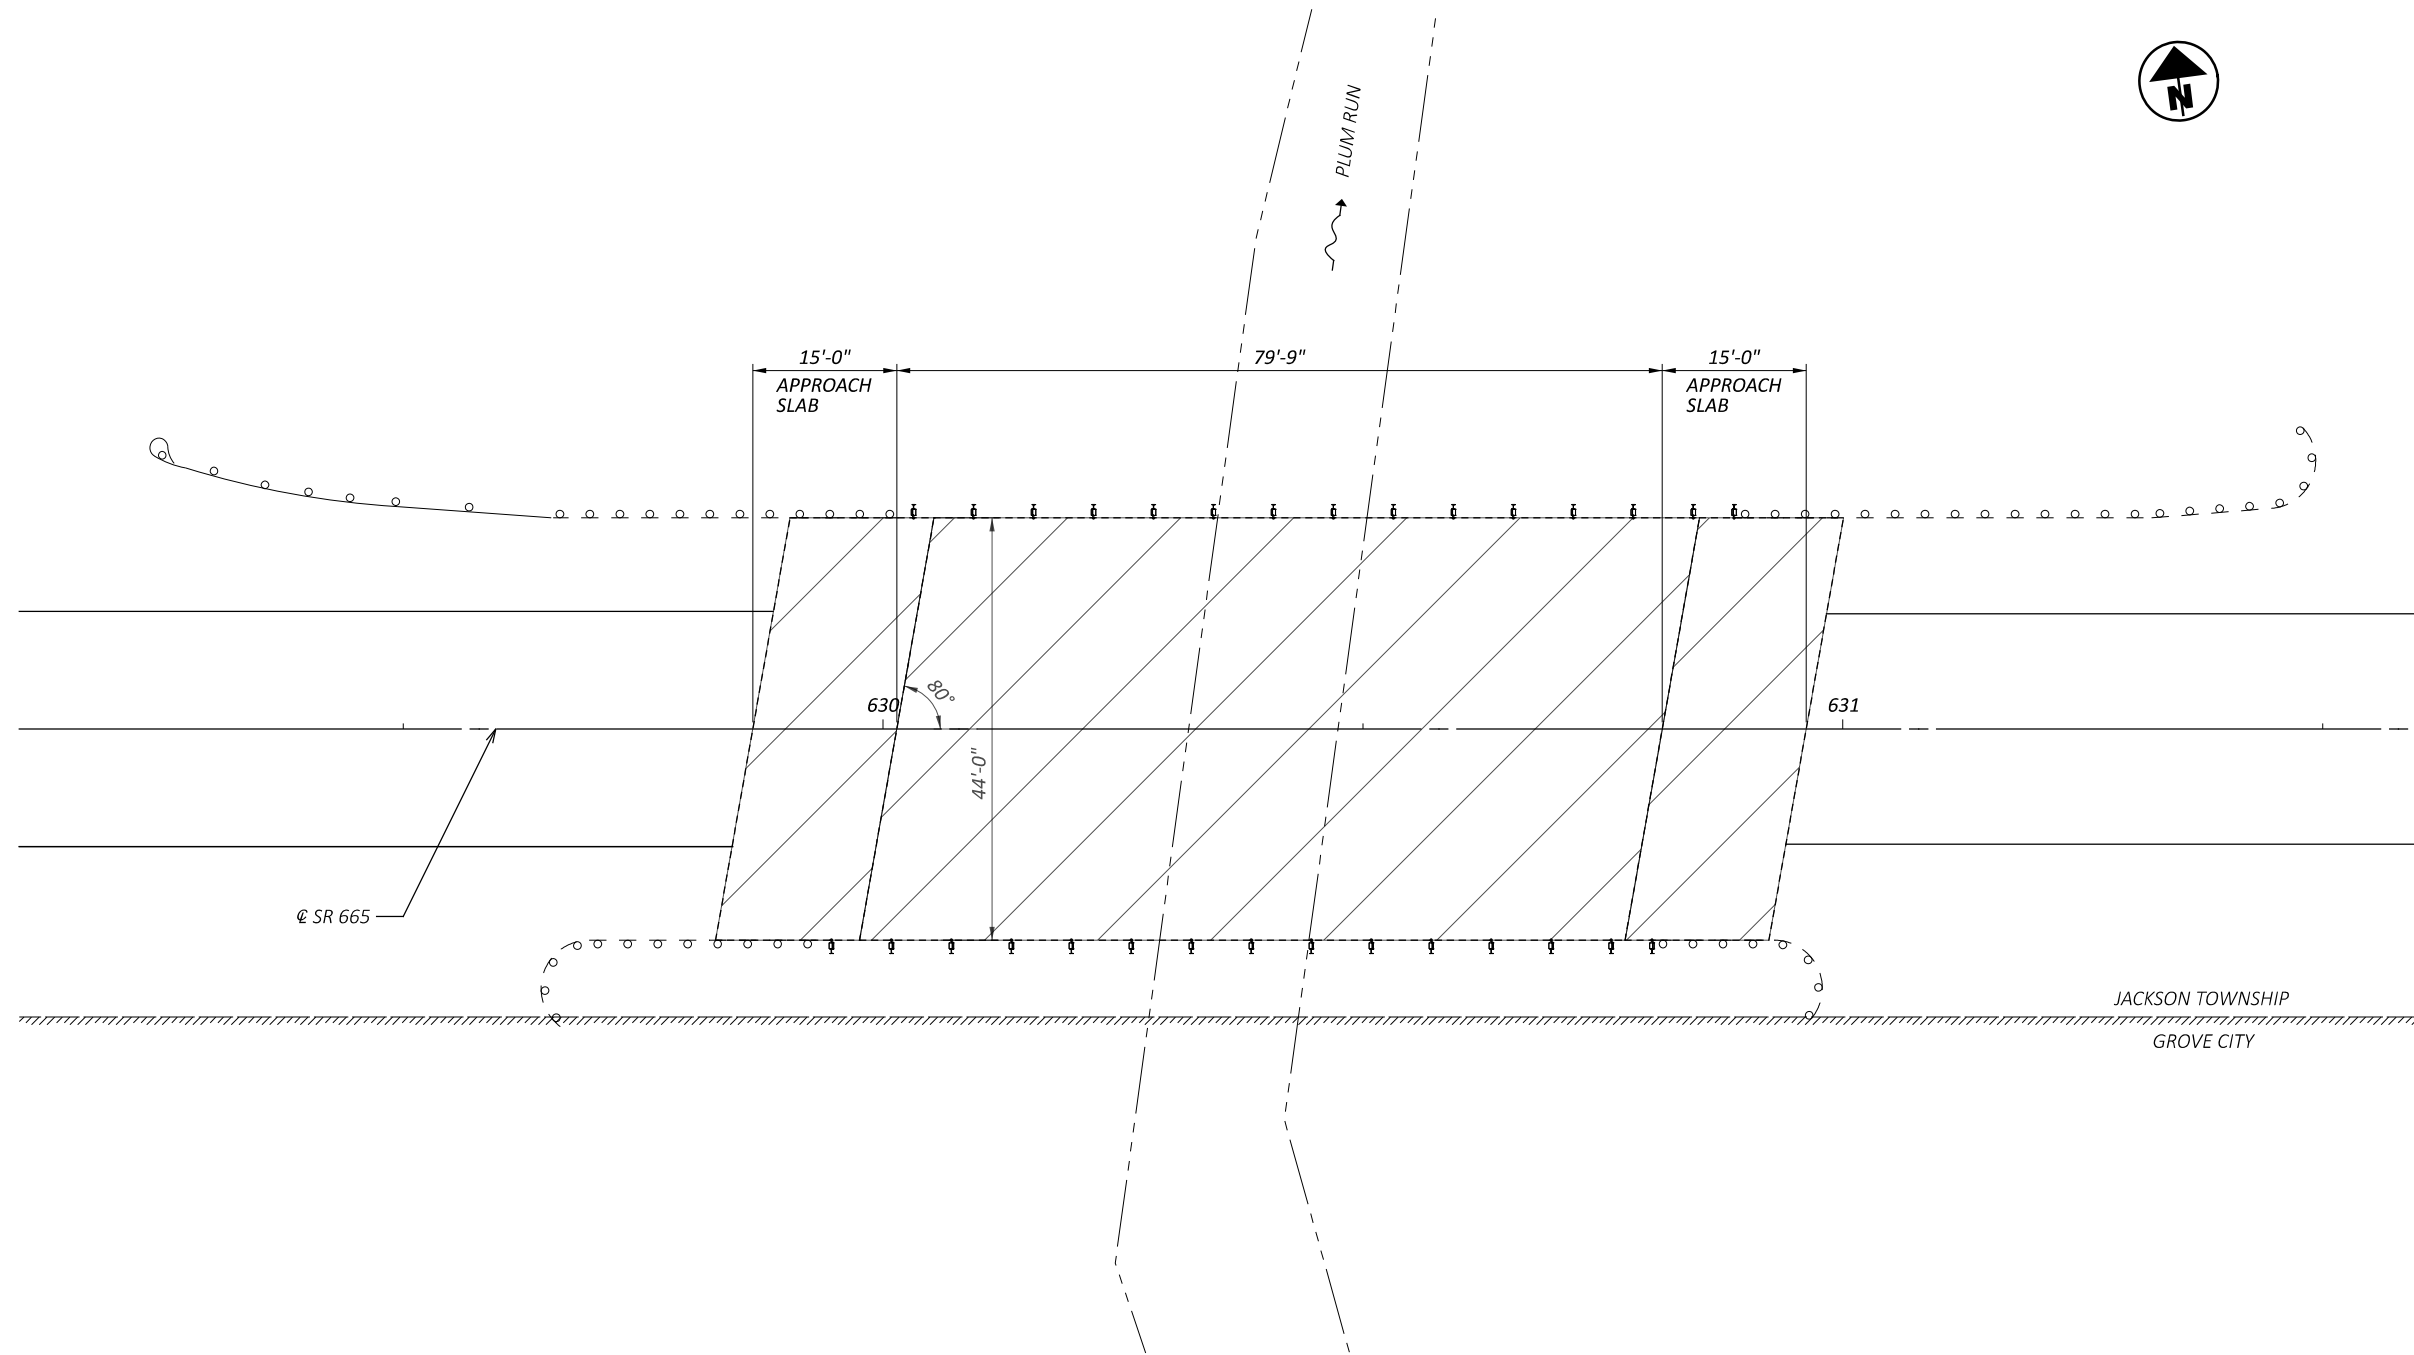 N
PLUM RUN
15'-0"
APPROACH
SLAB
79'-9"
15'-0"
APPROACH
SLAB
80°
630
631
44'-0"
℄ SR 665
JACKSON TOWNSHIP
GROVE CITY